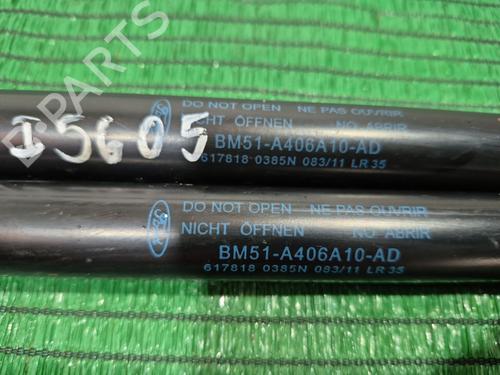 DO NOT OPEN NE PAS OUVRIR
NICHT ÖFFNEN NO ABRIR
BM51-A406A10-AD
617818 0385N 083/11 LR 35
I5605
Ford
DO NOT OPEN NE PAS OUVRIR
NICHT ÖFFNEN NO ABRIR
BM51-A406A10-AD
617818 0385N 083/11 LR 35
B-PARTS